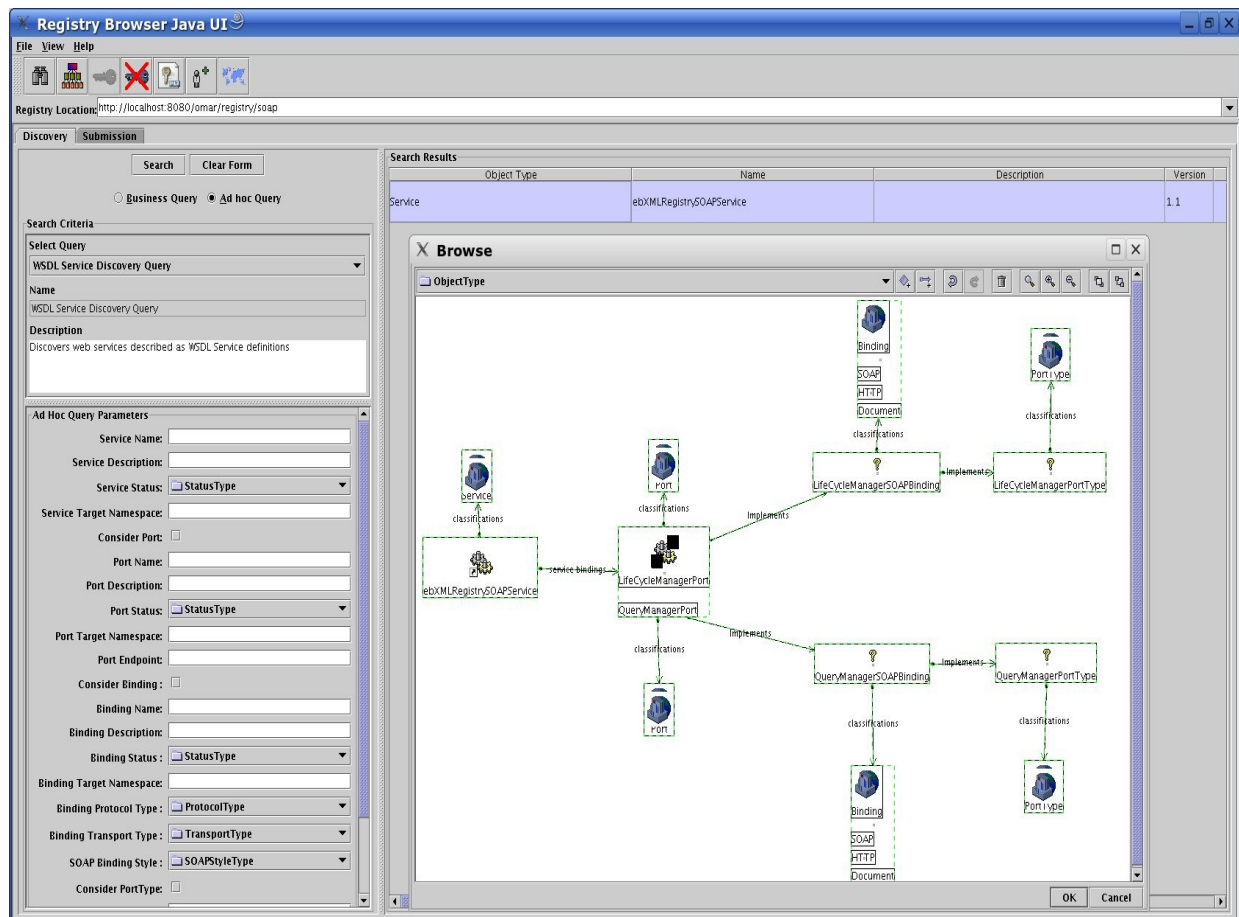 Registry Browser Java UI
File View Help
Registry Location: http://localhost:8080/omar/registry/soap
Discovery Submission
Search Clear Form
Business Query Ad hoc Query
Search Criteria
Select Query
WSDL Service Discovery Query
Name
WSDL Service Discovery Query
Description
Discovers web services described as WSDL Service definitions
Ad Hoc Query Parameters
Service Name:
Service Description:
Service Status: StatusType
Service Target Namespace:
Consider Port:
Port Name:
Port Description:
Port Status: StatusType
Port Target Namespace:
Port Endpoint:
Consider Binding :
Binding Name:
Binding Description:
Binding Status : StatusType
Binding Target Namespace:
Binding Protocol Type : ProtocolType
Binding Transport Type : TransportType
SOAP Binding Style : SOAPStyleType
Consider PortType:
Search Results
Object Type Name Description Version
Service ebXMLRegistrySOAPService 1.1
Browse
ObjectType
Binding
SOAP
HTTP
Document
PortType
classifications
classifications
LifeCycleManagerSOAPBinding
Implements
LifeCycleManagerPortType
Service
Port
classifications
classifications
Implements
ebXMLRegistrySOAPService
service bindings
LifeCycleManagerPort
QueryManagerPort
Implements
classifications
QueryManagerSOAPBinding
Implements
QueryManagerPortType
Port
classifications
classifications
Binding
SOAP
HTTP
Document
PortType
OK Cancel